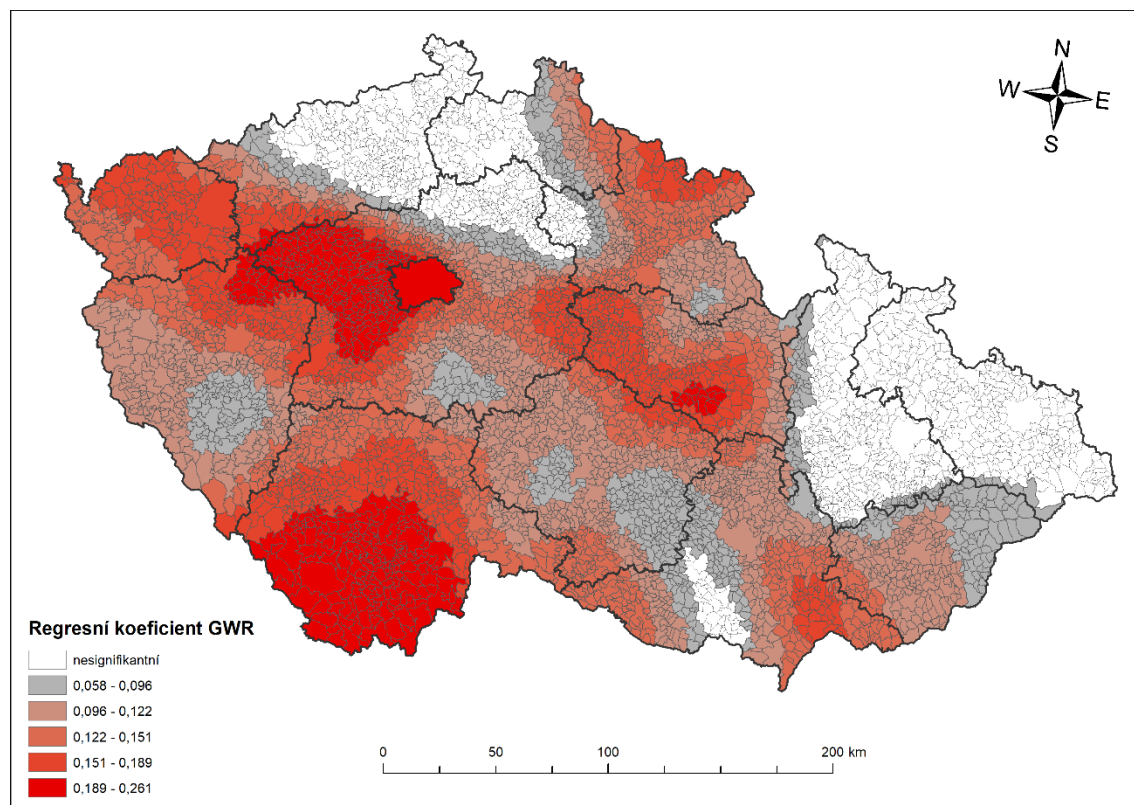 N
W E
S
Regresní koeficient GWR
nesignifikantní
0,058 - 0,096
0,096 - 0,122
0,122 - 0,151
0,151 - 0,189
0,189 - 0,261
0 50 100 200 km